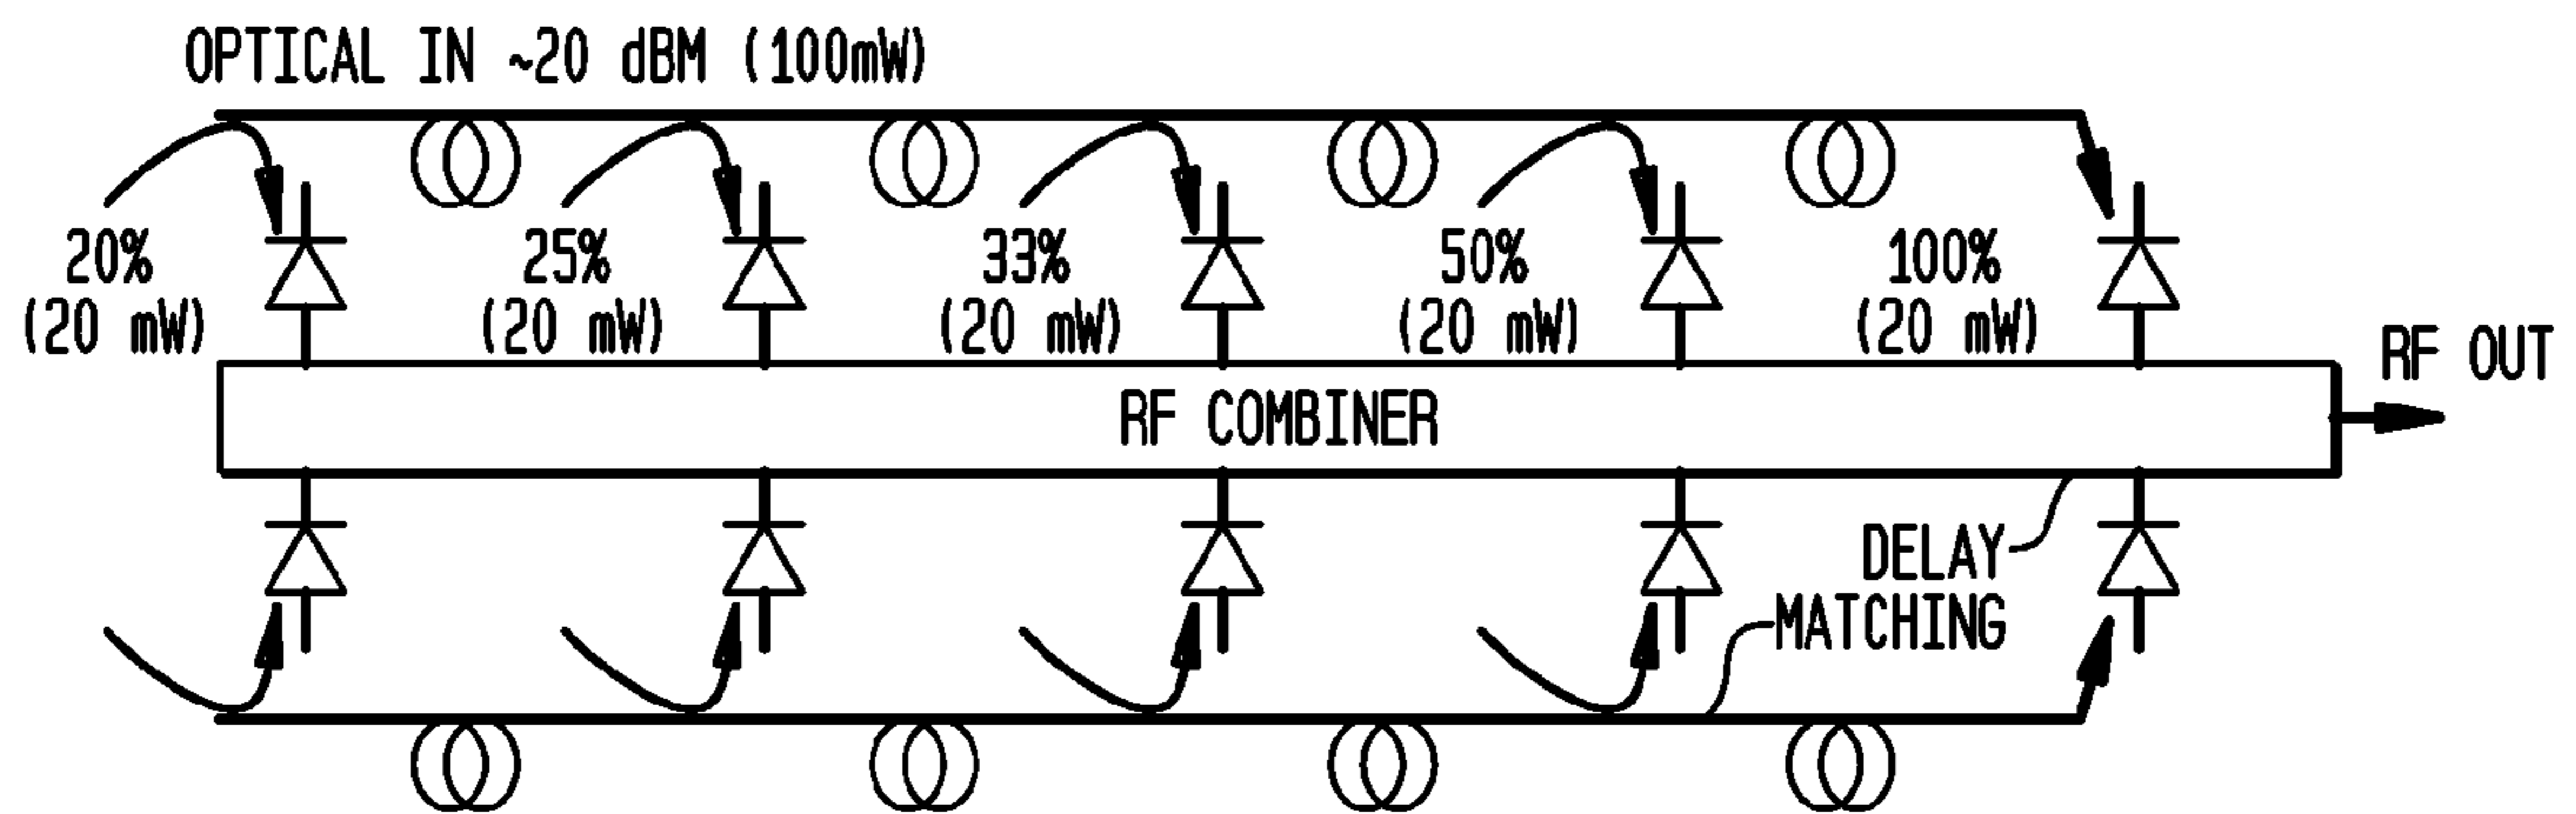 OPTICAL IN ~20 dBM (100mW)
20%
(20 mW)
25%
(20 mW)
33%
(20 mW)
50%
(20 mW)
100%
(20 mW)
RF OUT
RF COMBINER
DELAY
MATCHING